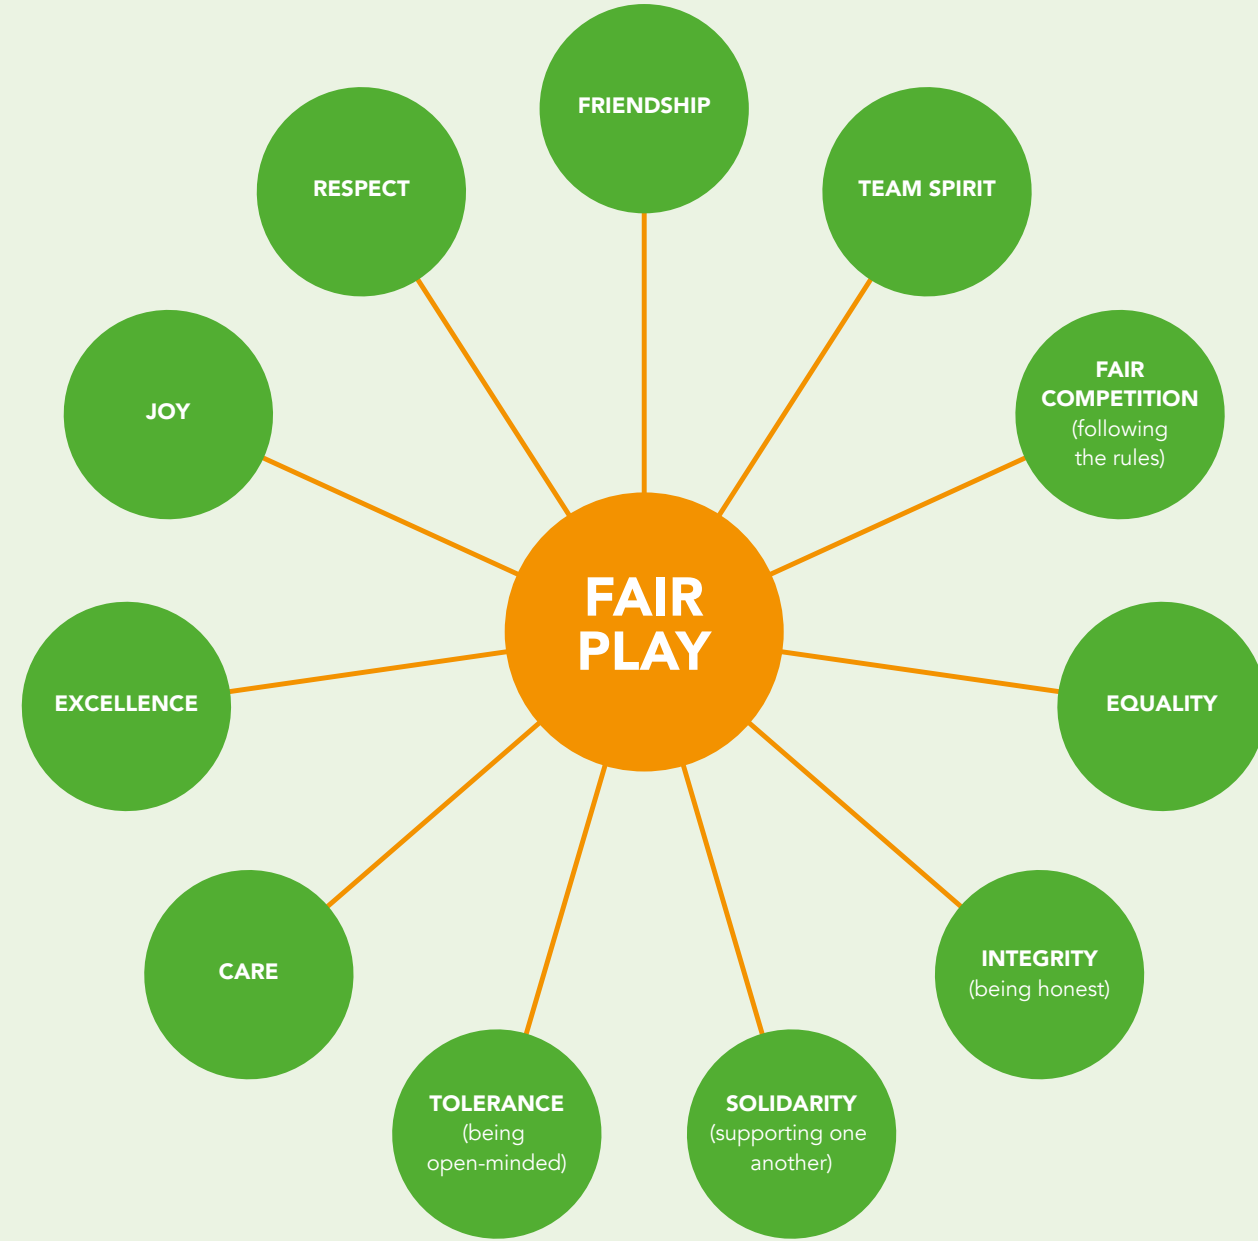 FRIENDSHIP
RESPECT
TEAM SPIRIT
JOY
FAIR
COMPETITION
(following
the rules)
FAIR
PLAY
EXCELLENCE
EQUALITY
CARE
INTEGRITY
(being honest)
TOLERANCE
(being
open-minded)
SOLIDARITY
(supporting one
another)